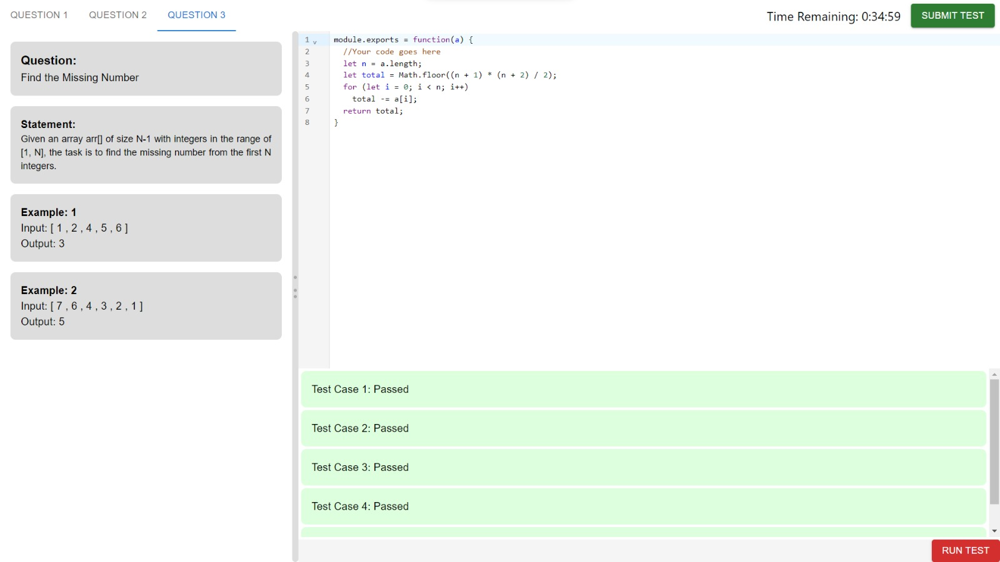 QUESTION 1 QUESTION 2 QUESTION 3 Time Remaining: 0:34:59 SUBMIT TEST
Question:
Find the Missing Number
Statement:
Given an array arr[] of size N-1 with integers in the range of
[1, N], the task is to find the missing number from the first N
integers.
Example: 1
Input: [ 1 , 2 , 4 , 5 , 6 ]
Output: 3
Example: 2
Input: [ 7 , 6 , 4 , 3 , 2 , 1 ]
Output: 5
1 module.exports = function(a) {
2 //Your code goes here
3 let n = a.length;
4 let total = Math.floor((n + 1) * (n + 2) / 2);
5 for (let i = 0; i < n; i++)
6 total -= a[i];
7 return total;
8 }
Test Case 1: Passed
Test Case 2: Passed
Test Case 3: Passed
Test Case 4: Passed
RUN TEST